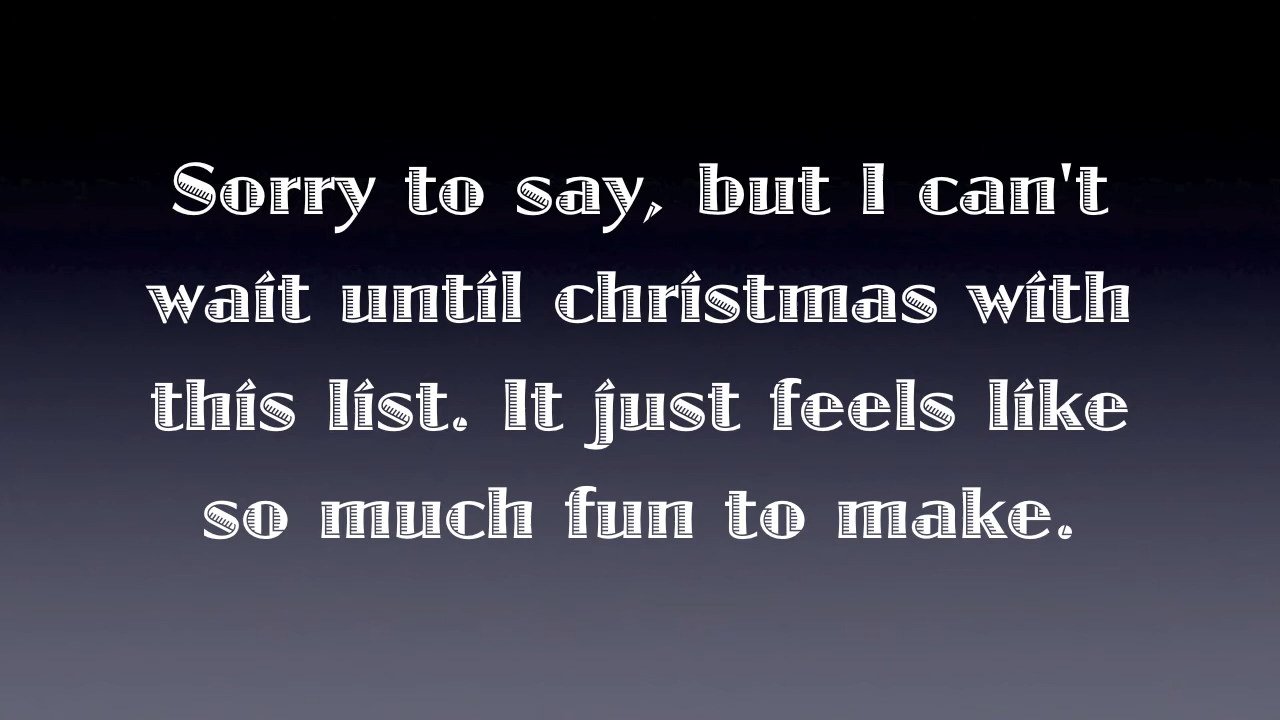 Sorry to say, but I can't
wait until christmas with
this list. It just feels like
so much fun to make.